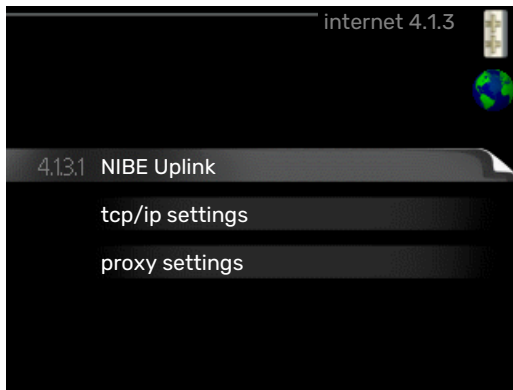 internet 4.1.3
4.1.3.1 NIBE Uplink
tcp/ip settings
proxy settings